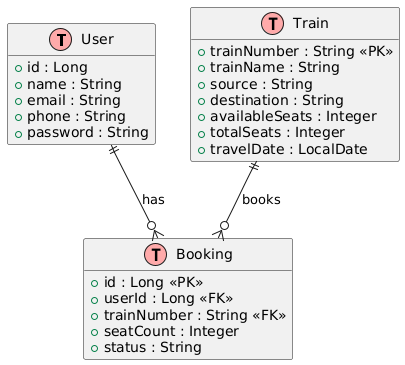 T User
id : Long
name : String
email : String
phone : String
password : String
T Train
trainNumber : String «PK»
trainName : String
source : String
destination : String
availableSeats : Integer
totalSeats : Integer
travelDate : LocalDate
has
books
T Booking
id : Long «PK»
userId : Long «FK»
trainNumber : String «FK»
seatCount : Integer
status : String